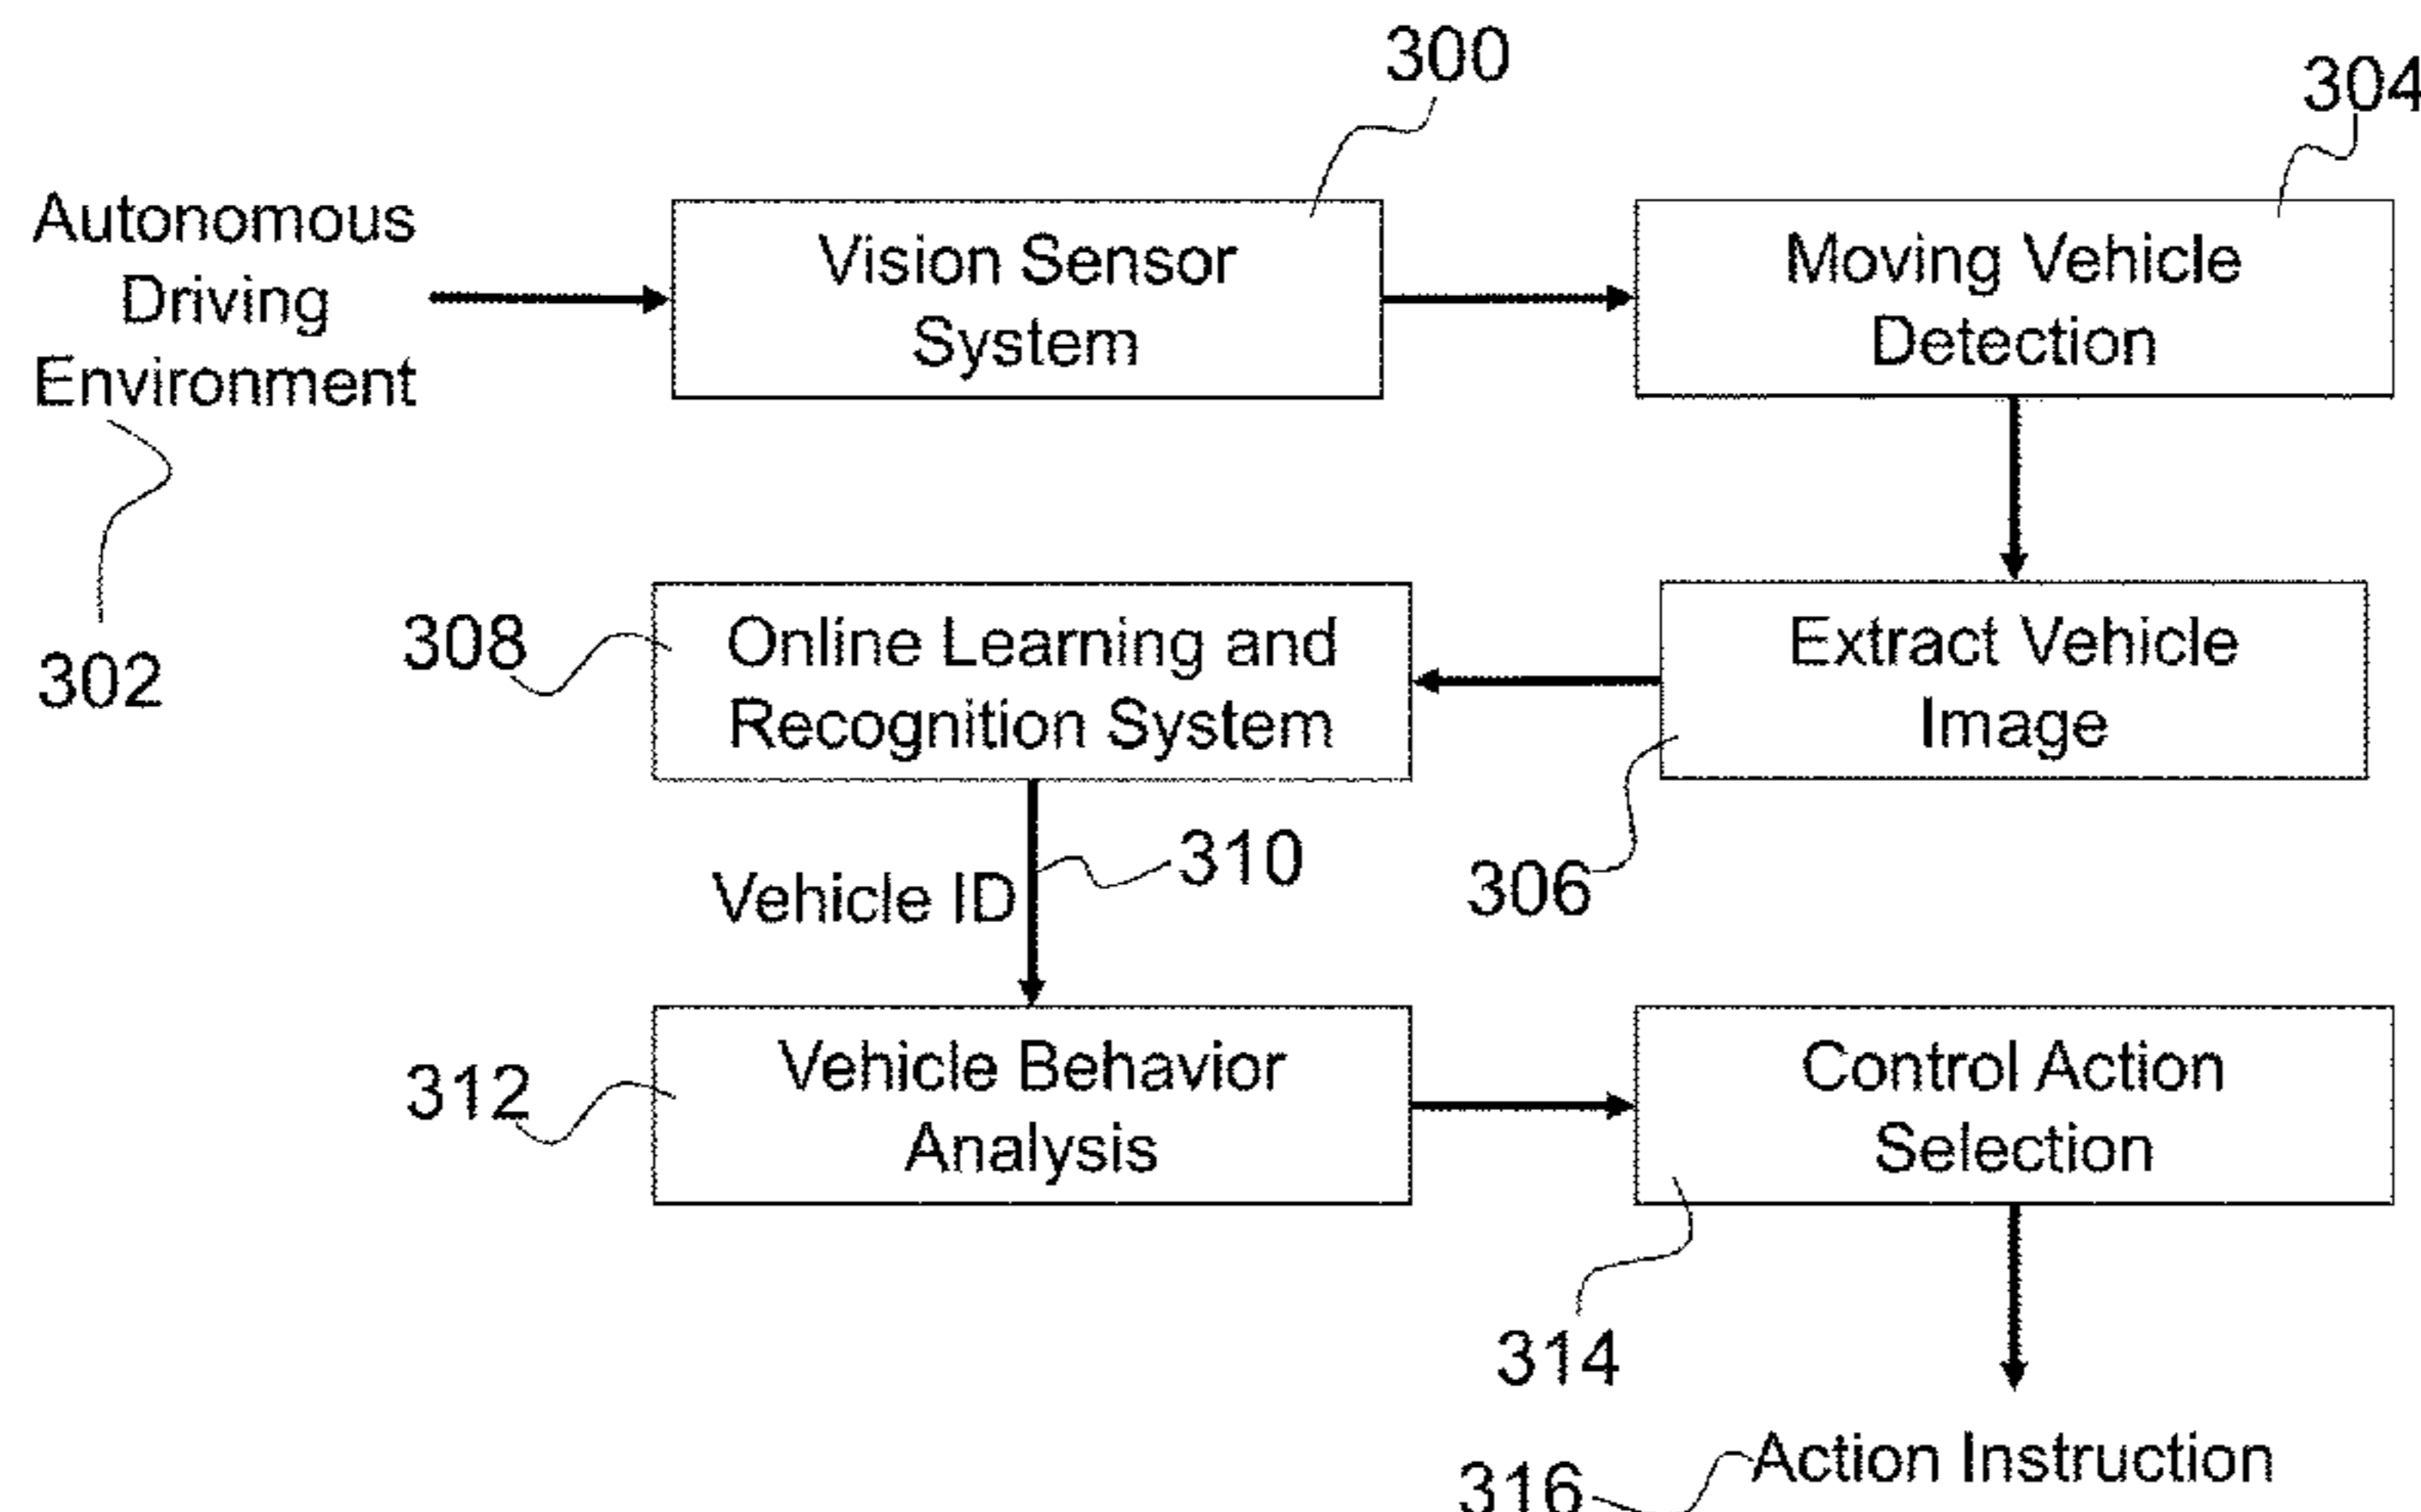 300
304
Autonomous
Driving
Environment
Vision Sensor
System
Moving Vehicle
Detection
302
308
Online Learning and
Recognition System
Extract Vehicle
Image
306
310
Vehicle ID
312
Vehicle Behavior
Analysis
Control Action
Selection
314
316
Action Instruction